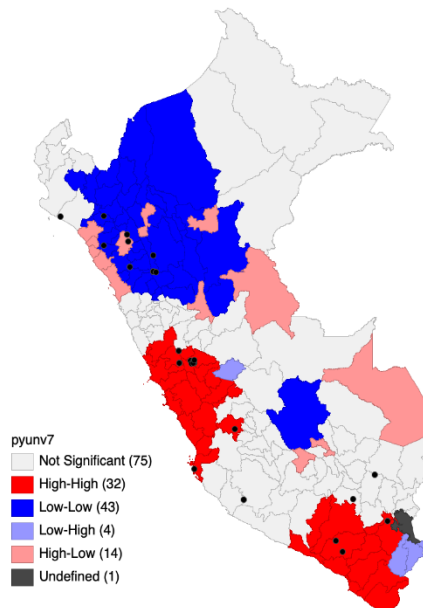 pyunv7
Not Significant (75)
High-High (32)
Low-Low (43)
Low-High (4)
High-Low (14)
Undefined (1)